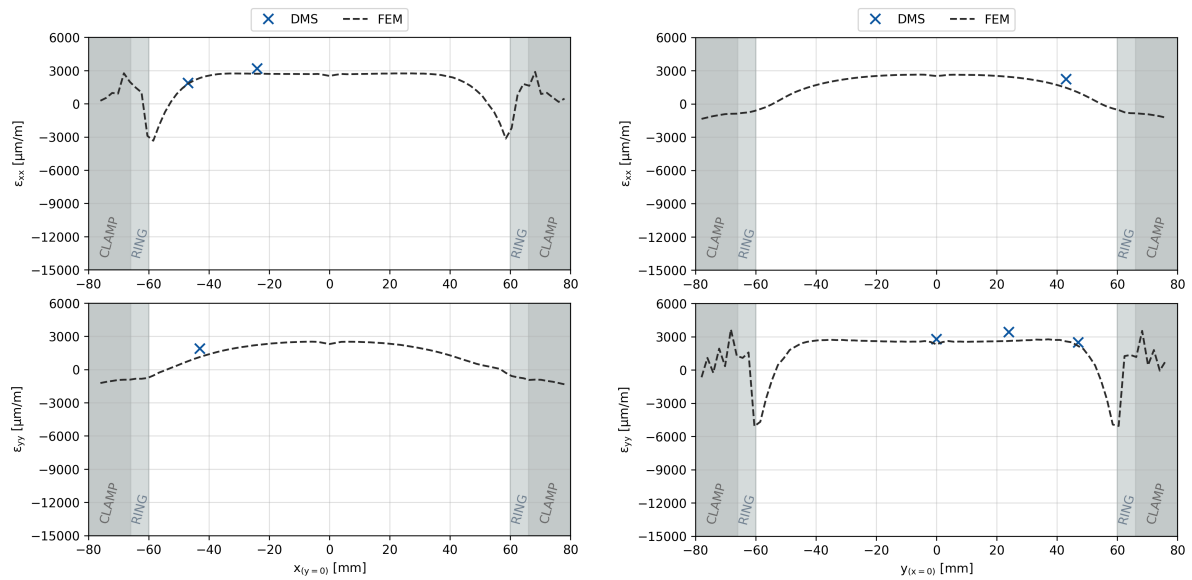 DMS FEM
DMS FEM
6000
3000
0
−3000
−6000
−9000
−12000
−15000
εxx [µm/m]
CLAMP
RING
RING
CLAMP
−80 −60 −40 −20 0 20 40 60 80
6000
3000
0
−3000
−6000
−9000
−12000
−15000
εxx [µm/m]
CLAMP
RING
RING
CLAMP
−80 −60 −40 −20 0 20 40 60 80
6000
3000
0
−3000
−6000
−9000
−12000
−15000
εyy [µm/m]
CLAMP
RING
RING
CLAMP
−80 −60 −40 −20 0 20 40 60 80
x(y = 0) [mm]
6000
3000
0
−3000
−6000
−9000
−12000
−15000
εyy [µm/m]
CLAMP
RING
RING
CLAMP
−80 −60 −40 −20 0 20 40 60 80
y(x = 0) [mm]